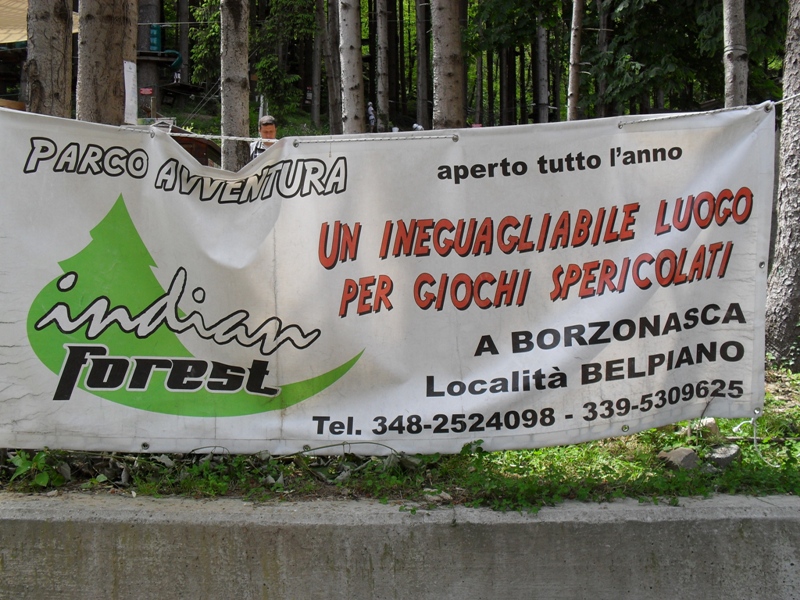 PARCO AVVENTURA
indian
forest
aperto tutto l'anno
UN INEGUAGLIABILE LUOGO
PER GIOCHI SPERICOLATI
A BORZONASCA
Località BELPIANO
Tel. 348-2524098 - 339-5309625